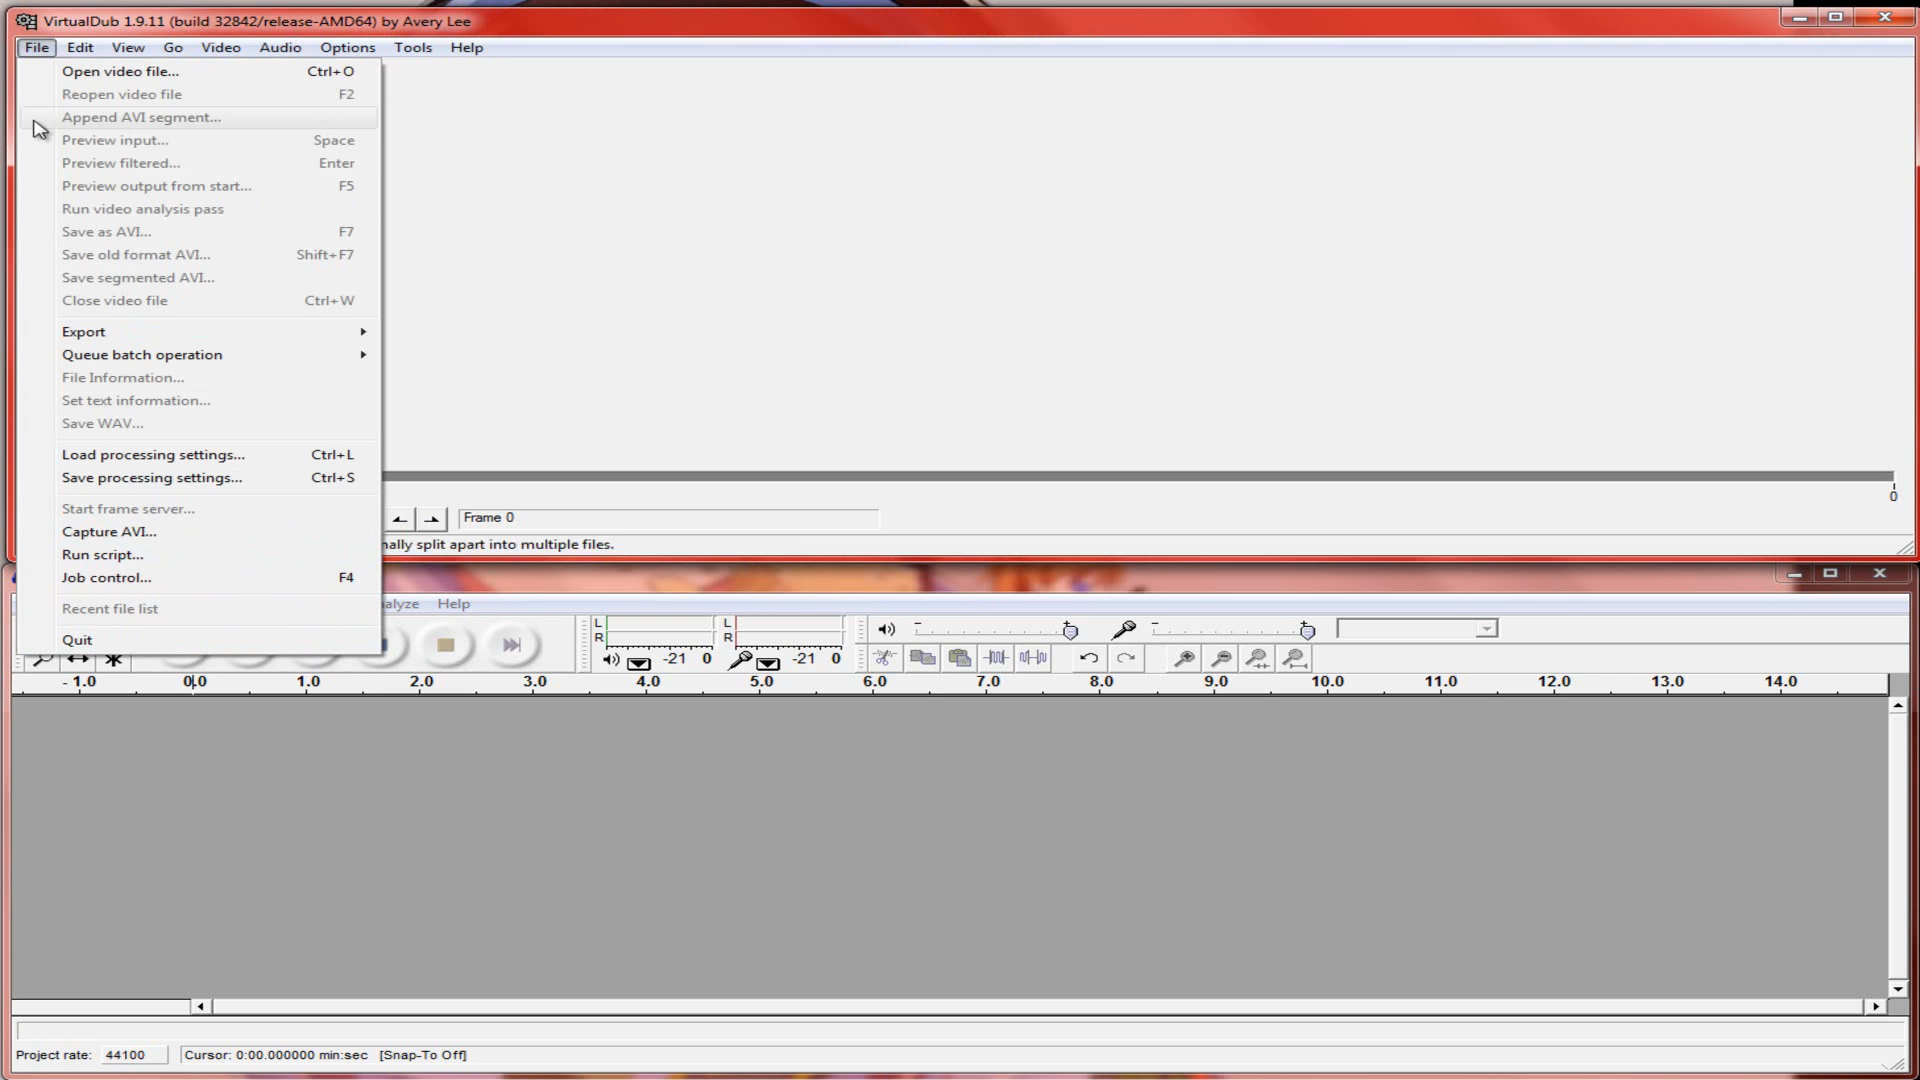 VirtualDub 1.9.11 (build 32842/release-AMD64) by Avery Lee
File Edit View Go Video Audio Options Tools Help
Open video file... Ctrl+O
Reopen video file F2
Append AVI segment...
Preview input... Space
Preview filtered... Enter
Preview output from start... F5
Run video analysis pass
Save as AVI... F7
Save old format AVI... Shift+F7
Save segmented AVI...
Close video file Ctrl+W
Export
Queue batch operation
File Information...
Set text information...
Save WAV...
Load processing settings... Ctrl+L
Save processing settings... Ctrl+S
0
Start frame server...
Frame 0
Capture AVI...
nally split apart into multiple files.
Run script...
Job control... F4
Recent file list
alyze Help
Quit
L L
R R
-21 0 -21 0
- + - +
- 1.0 0.0 1.0 2.0 3.0 4.0 5.0 6.0 7.0 8.0 9.0 10.0 11.0 12.0 13.0 14.0
Project rate: 44100 Cursor: 0:00.000000 min:sec [Snap-To Off]